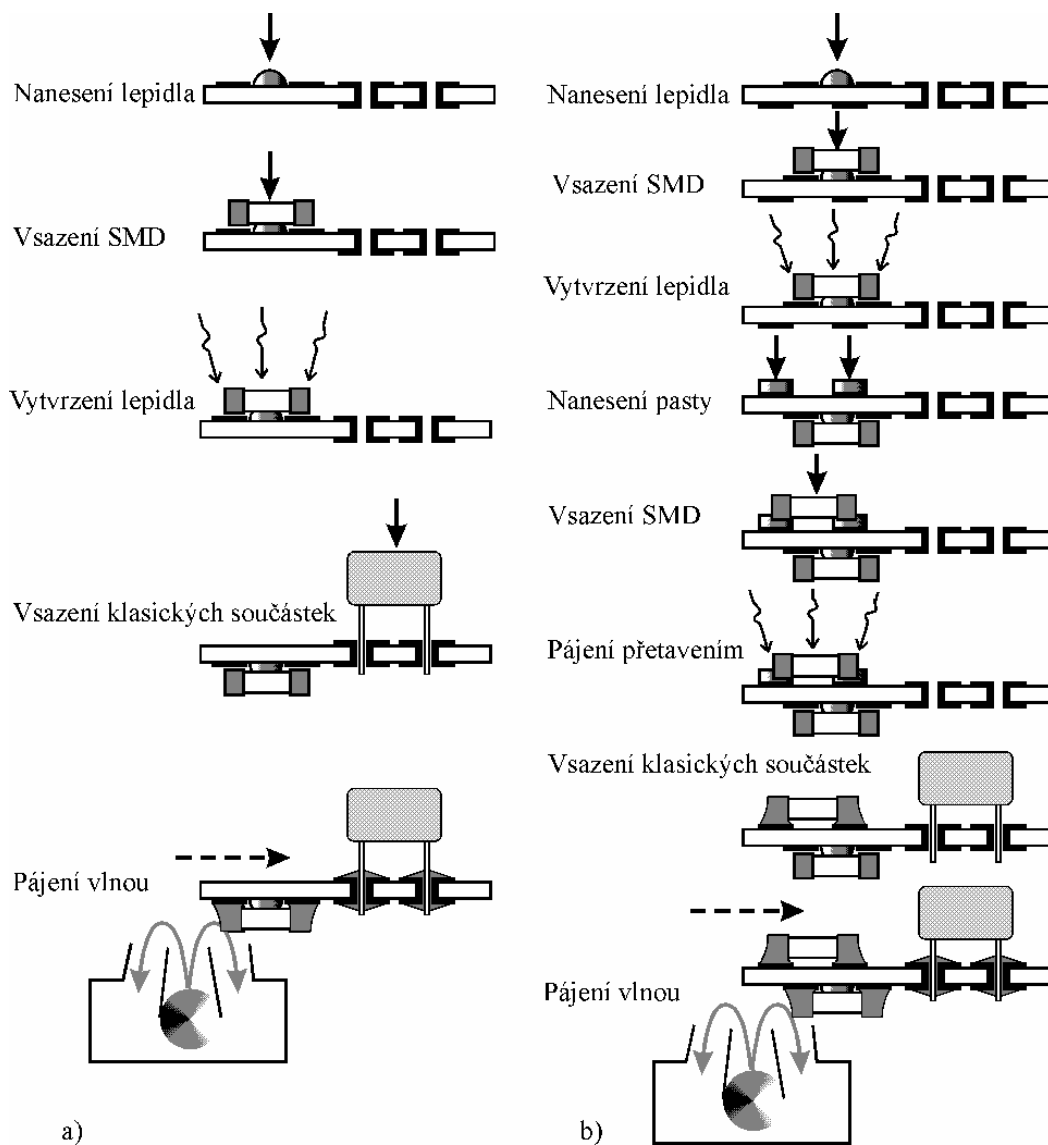 Nanesení lepidla
Vsazení SMD
Vytvrzení lepidla
Vsazení klasických součástek
Pájení vlnou
a)
Nanesení lepidla
Vsazení SMD
Vytvrzení lepidla
Nanesení pasty
Vsazení SMD
Pájení přetavením
Vsazení klasických součástek
Pájení vlnou
b)